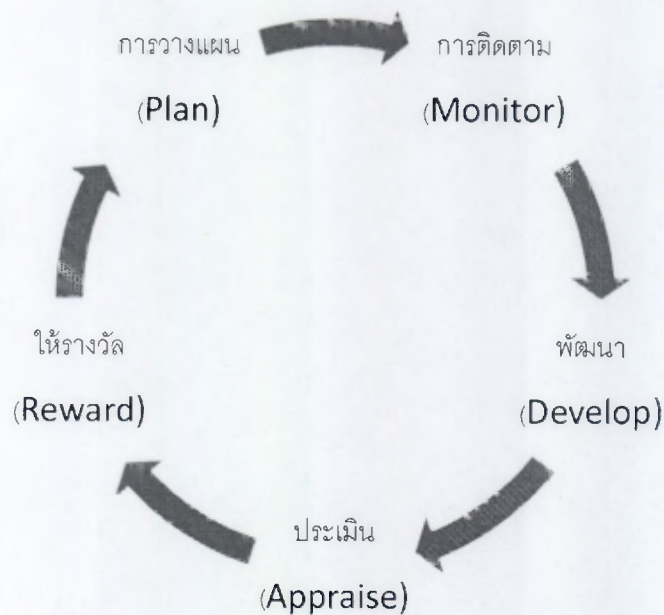 การวางแผน
(Plan)
การติดตาม
(Monitor)
พัฒนา
(Develop)
ประเมิน
(Appraise)
ให้รางวัล
(Reward)